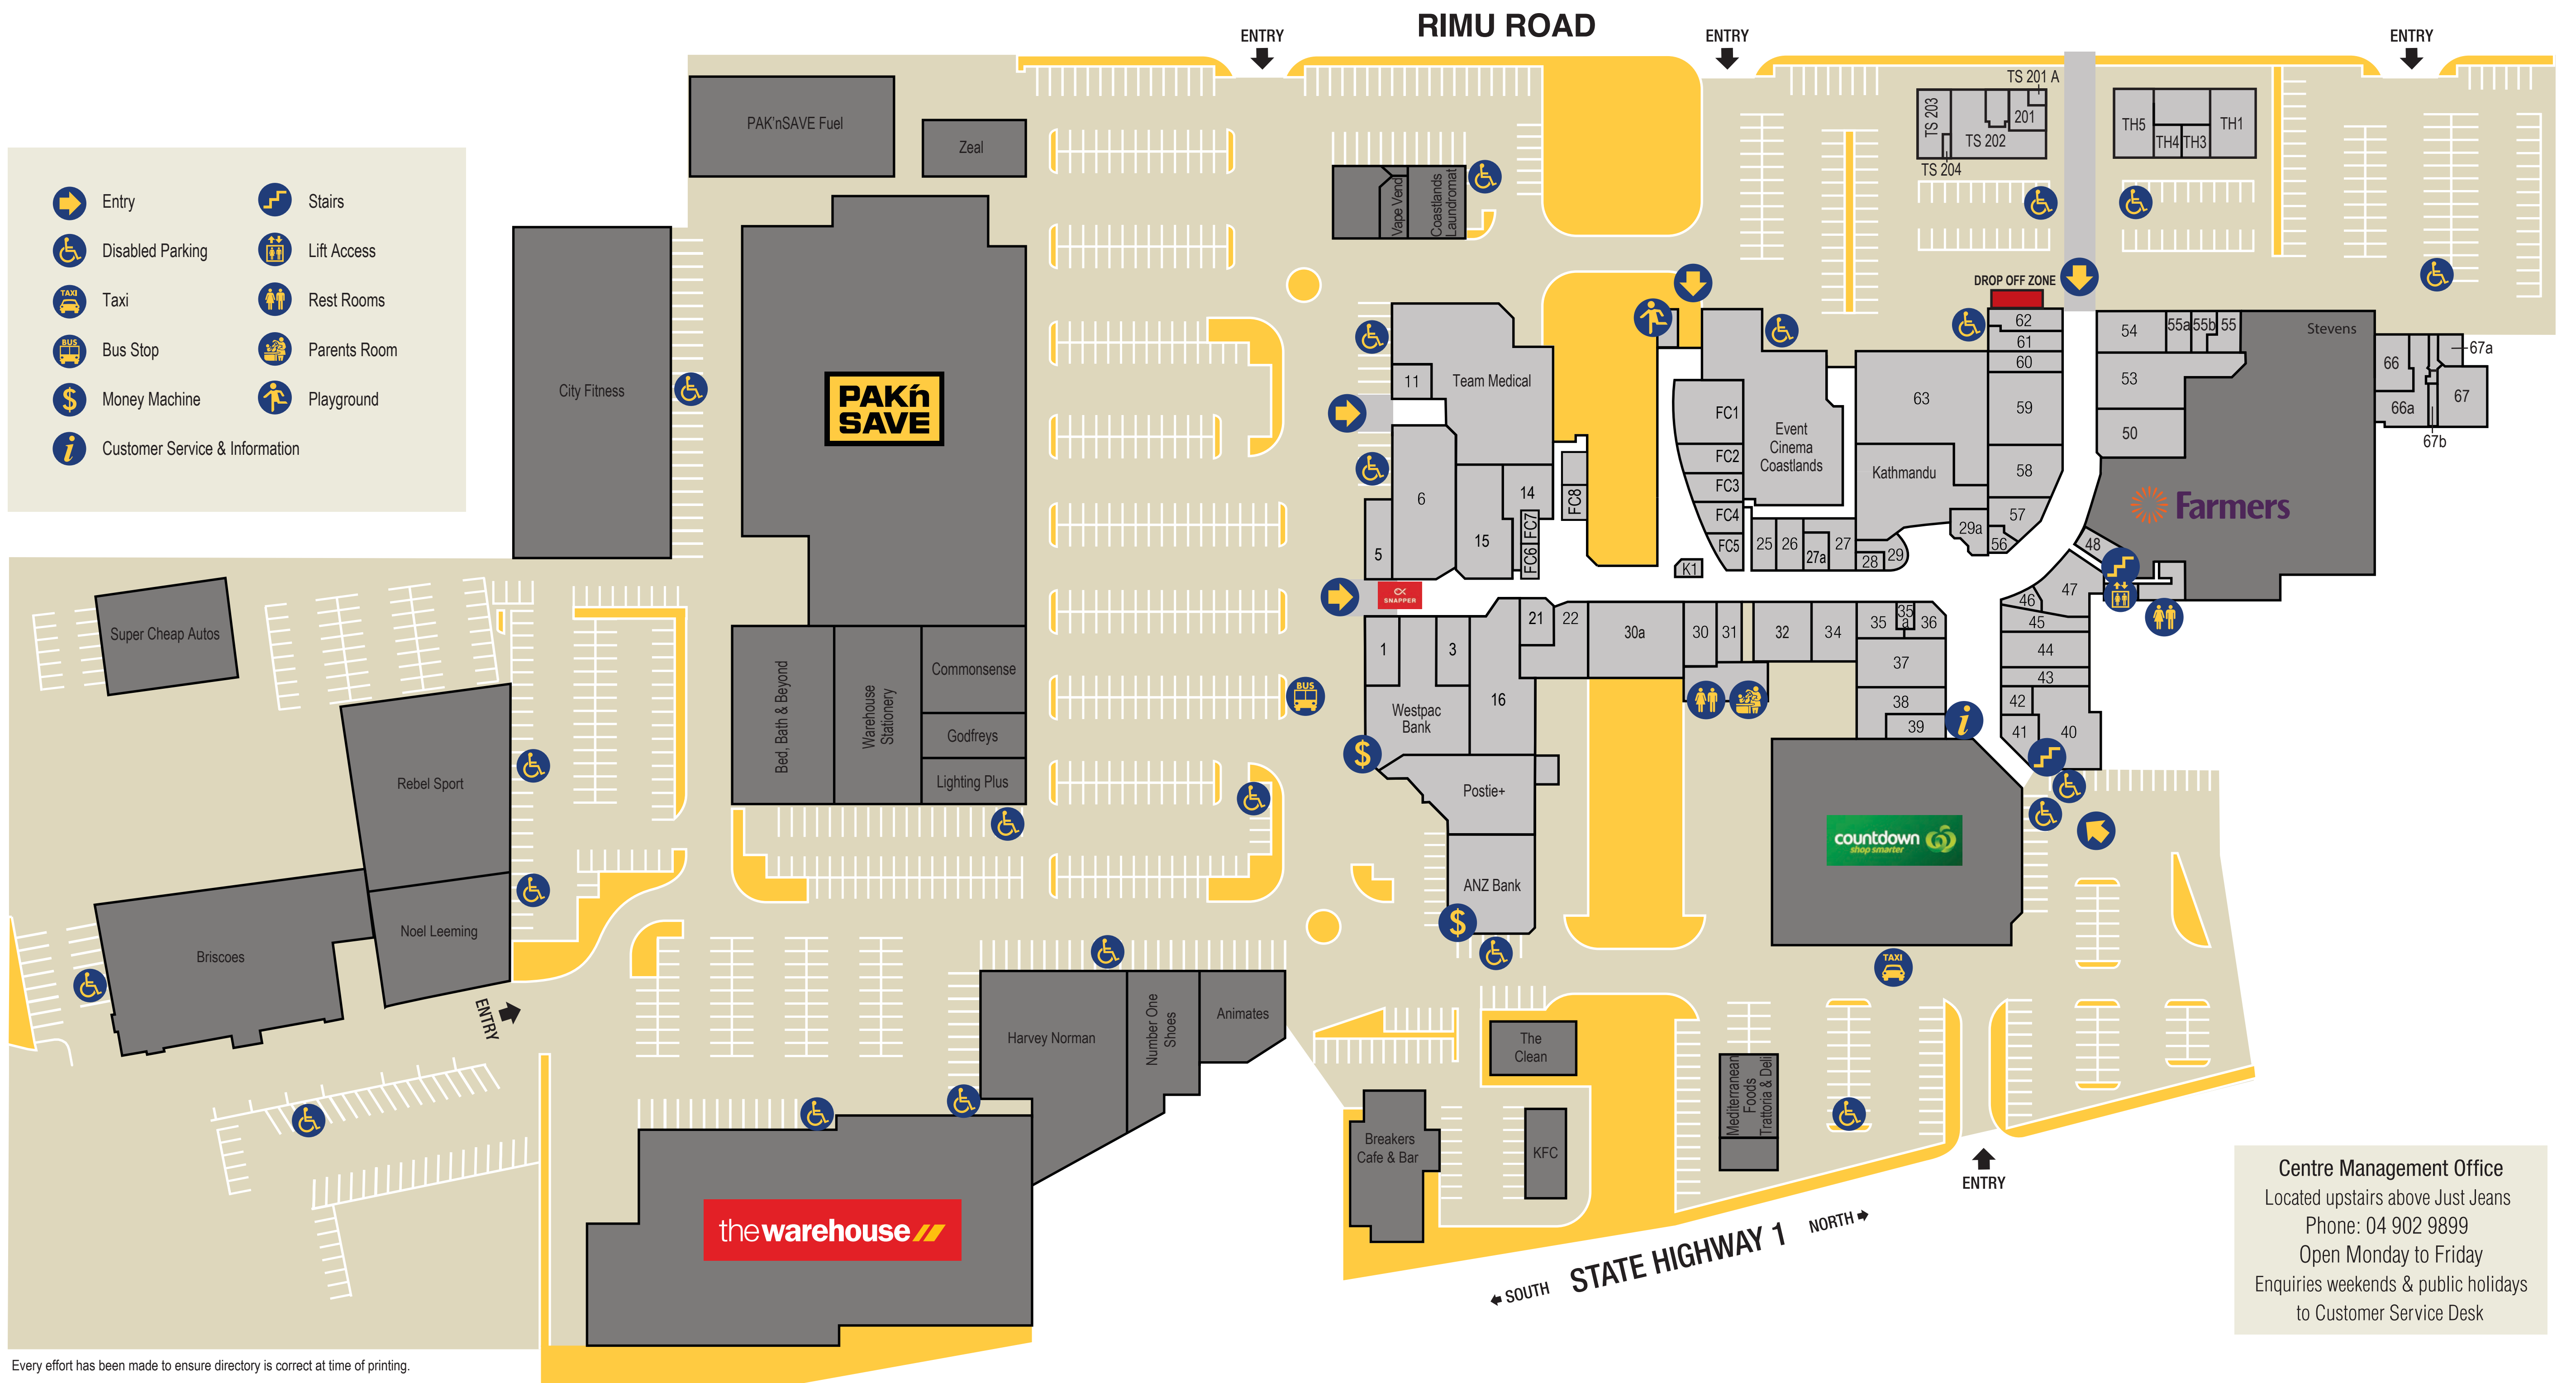 RIMU ROAD
ENTRY
ENTRY
ENTRY
Entry
Disabled Parking
Taxi
Bus Stop
Money Machine
Customer Service & Information
Stairs
Lift Access
Rest Rooms
Parents Room
Playground
TAXI
BUS
$
i
PAK'nSAVE Fuel
Zeal
City Fitness
PAKń
SAVE
Super Cheap Autos
Rebel Sport
Noel Leeming
Briscoes
ENTRY
Bed, Bath & Beyond
Warehouse
Stationery
Commonsense
Godfreys
Lighting Plus
Harvey Norman
Number One
Shoes
Animates
thewarehouse
Vape Vend
Coastlands
Laundromat
Team Medical
11
6
5
14
15
FC7
FC6
FC8
SNAPPER
1
3
Westpac
Bank
16
Postie+
ANZ Bank
BUS
$
$
21
22
30a
30
31
32
34
35
35
a
36
37
38
39
i
K1
FC1
FC2
FC3
FC4
FC5
Event
Cinema
Coastlands
25
26
27a
27
28
29
29a
63
Kathmandu
DROP OFF ZONE
62
61
60
59
58
57
56
TS 201 A
TS 203
TS 202
201
TS 204
TH5
TH4
TH3
TH1
54
55a
55b
55
53
50
Stevens
Farmers
48
47
46
45
44
43
42
41
40
66
66a
67a
67
67b
countdown
shop smarter
TAXI
The
Clean
Breakers
Cafe & Bar
KFC
Mediterranean
Foods
Trattoria & Deli
ENTRY
SOUTH
STATE HIGHWAY 1
NORTH
Centre Management Office
Located upstairs above Just Jeans
Phone: 04 902 9899
Open Monday to Friday
Enquiries weekends & public holidays
to Customer Service Desk
Every effort has been made to ensure directory is correct at time of printing.